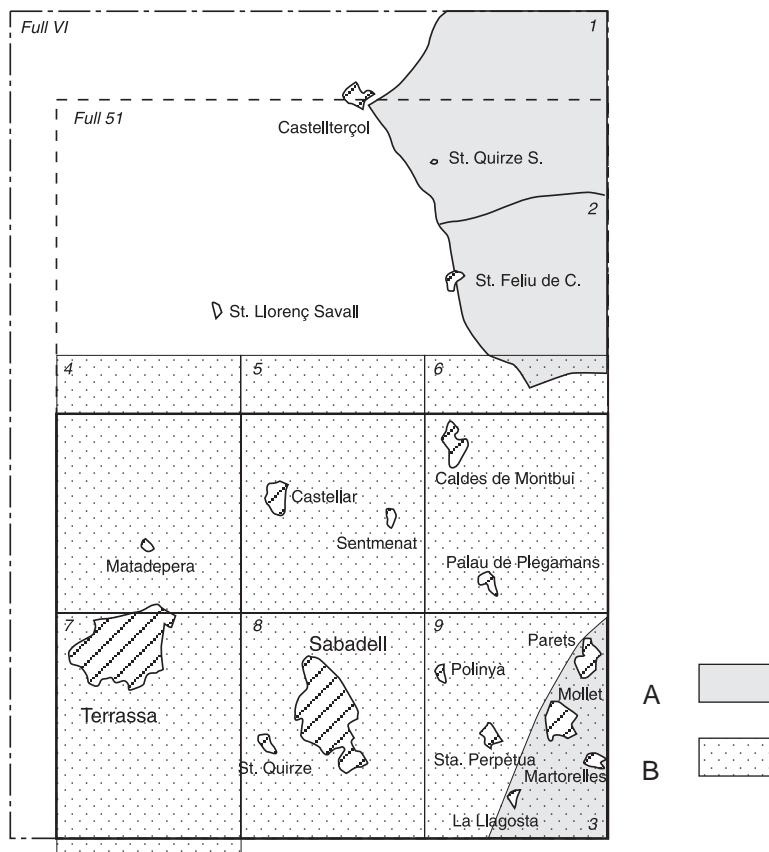 Full VI
1
Full 51
Castellterçol
St. Quirze S.
2
St. Feliu de C.
St. Llorenç Savall
4
5
6
Caldes de Montbui
Castellar
Sentmenat
Matadepera
Palau de Plegamans
7
8
9
Sabadell
Parets
Polinyà
A
Mollet
Terrassa
St. Quirze
Sta. Perpètua
B
Martorelles
La Llagosta
3